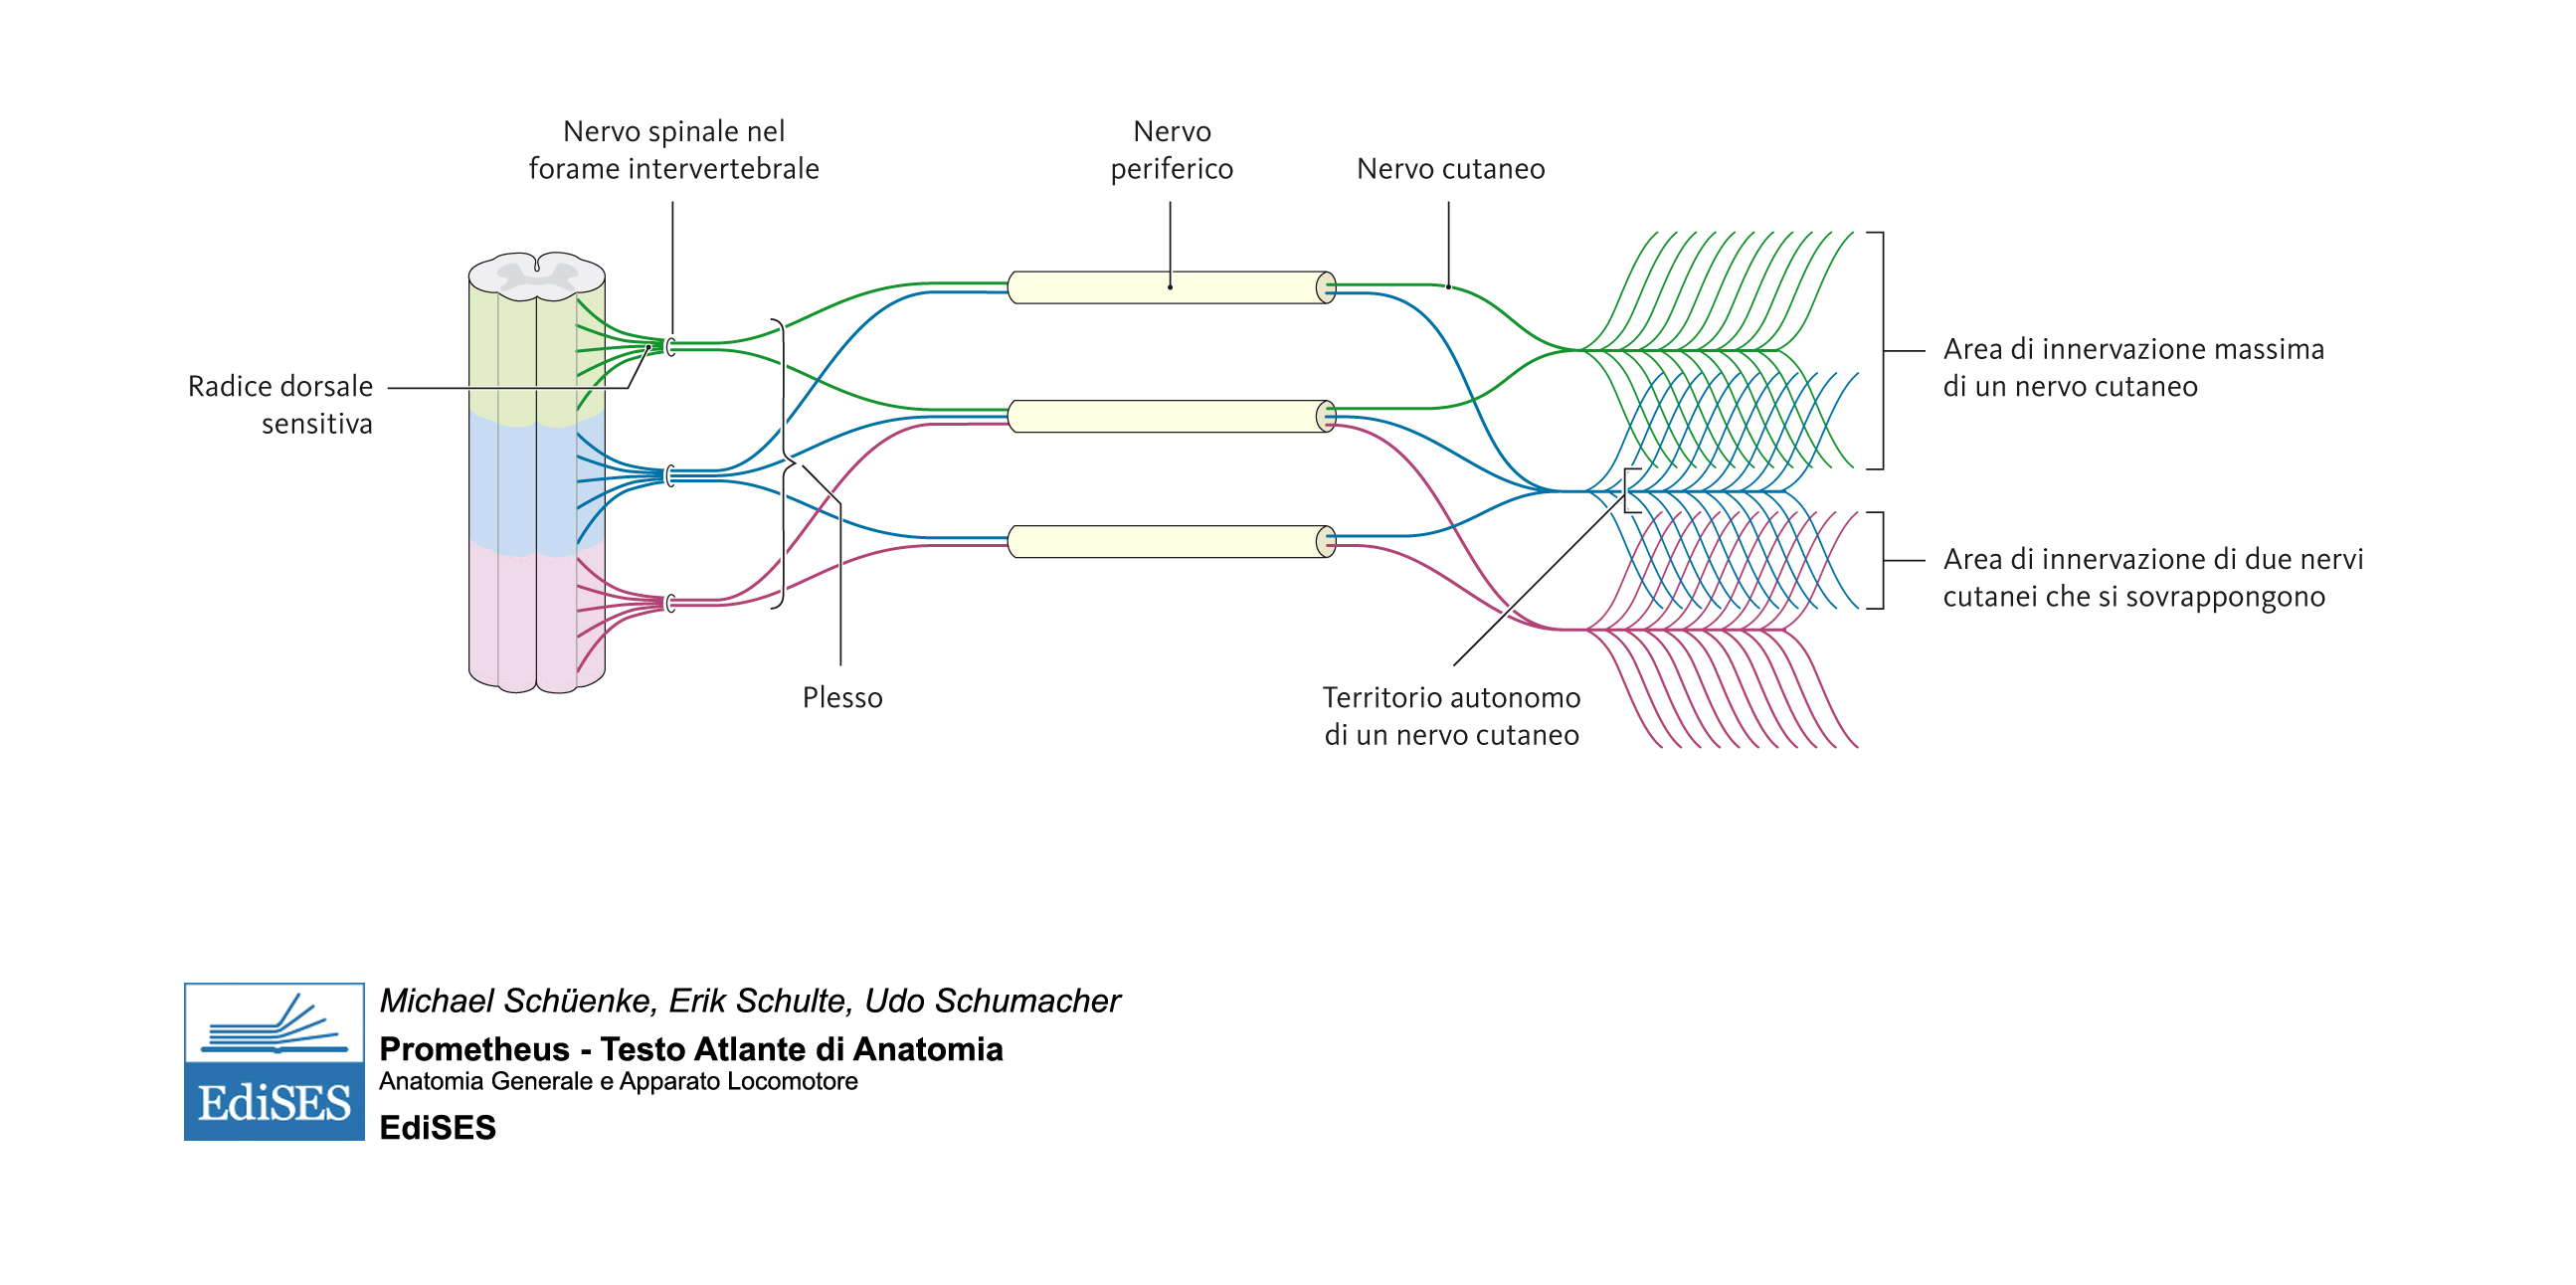 Nervo spinale nel
forame intervertebrale
Nervo
periferico
Nervo cutaneo
Radice dorsale
sensitiva
Area di innervazione massima
di un nervo cutaneo
Area di innervazione di due nervi
cutanei che si sovrappongono
Plesso
Territorio autonomo
di un nervo cutaneo
Michael Schüenke, Erik Schulte, Udo Schumacher
Prometheus - Testo Atlante di Anatomia
Anatomia Generale e Apparato Locomotore
EdiSES
EdiSES